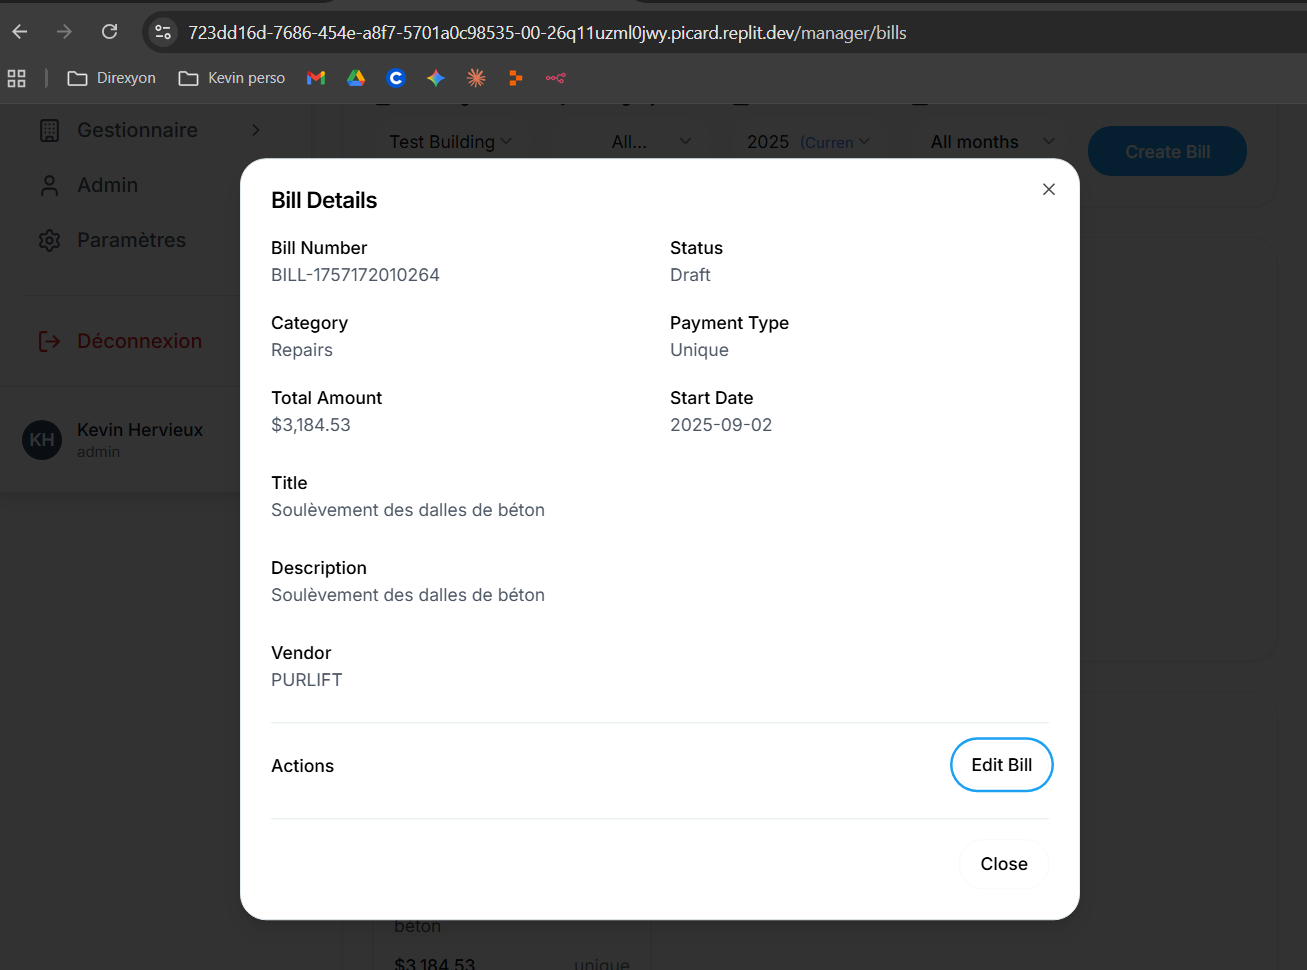 723dd16d-7686-454e-a8f7-5701a0c98535-00-26q11uzml0jwy.picard.replit.dev/manager/bills
Direxyon
Kevin perso
Gestionnaire
Test Building
All...
2025 (Curren
All months
Create Bill
Admin
Paramètres
Déconnexion
KH
Kevin Hervieux
admin
Bill Details
Bill Number
BILL-1757172010264
Status
Draft
Category
Repairs
Payment Type
Unique
Total Amount
$3,184.53
Start Date
2025-09-02
Title
Soulèvement des dalles de béton
Description
Soulèvement des dalles de béton
Vendor
PURLIFT
Actions
Edit Bill
Close
béton
$3,184.53
unique